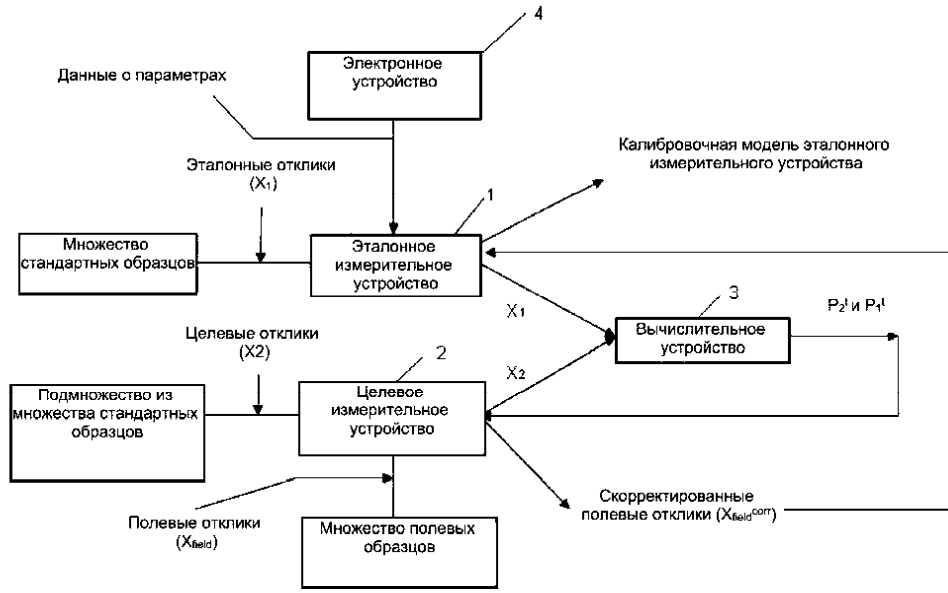 4
Электронное
устройство
Данные о параметрах
Калибровочная модель эталонного
измерительного устройства
Эталонные отклики
(X₁)
1
Множество
стандартных образцов
Эталонное
измерительное
устройство
X₁
3
P₂ᵗ и P₁ᵗ
Вычислительное
устройство
Целевые отклики
(X2)
2
X₂
Подмножество из
множества стандартных
образцов
Целевое
измерительное
устройство
Полевые отклики
(Xfield)
Скорректированные
полевые отклики (Xfieldᶜᵒʳʳ)
Множество полевых
образцов